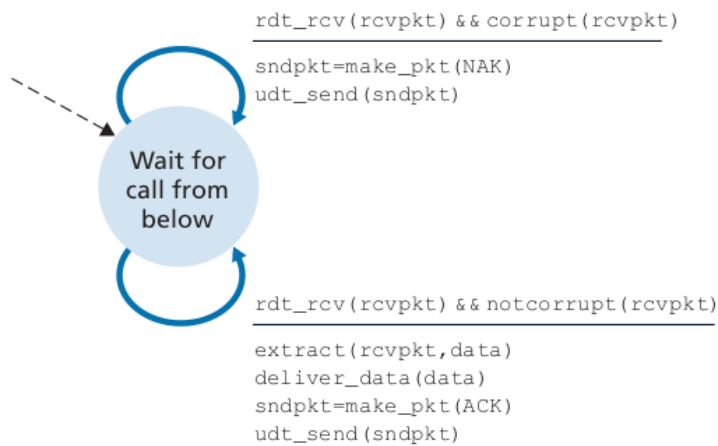 rdt_rcv(rcvpkt) && corrupt(rcvpkt)
sndpkt=make_pkt(NAK)
udt_send(sndpkt)
Wait for
call from
below
rdt_rcv(rcvpkt) && notcorrupt(rcvpkt)
extract(rcvpkt,data)
deliver_data(data)
sndpkt=make_pkt(ACK)
udt_send(sndpkt)